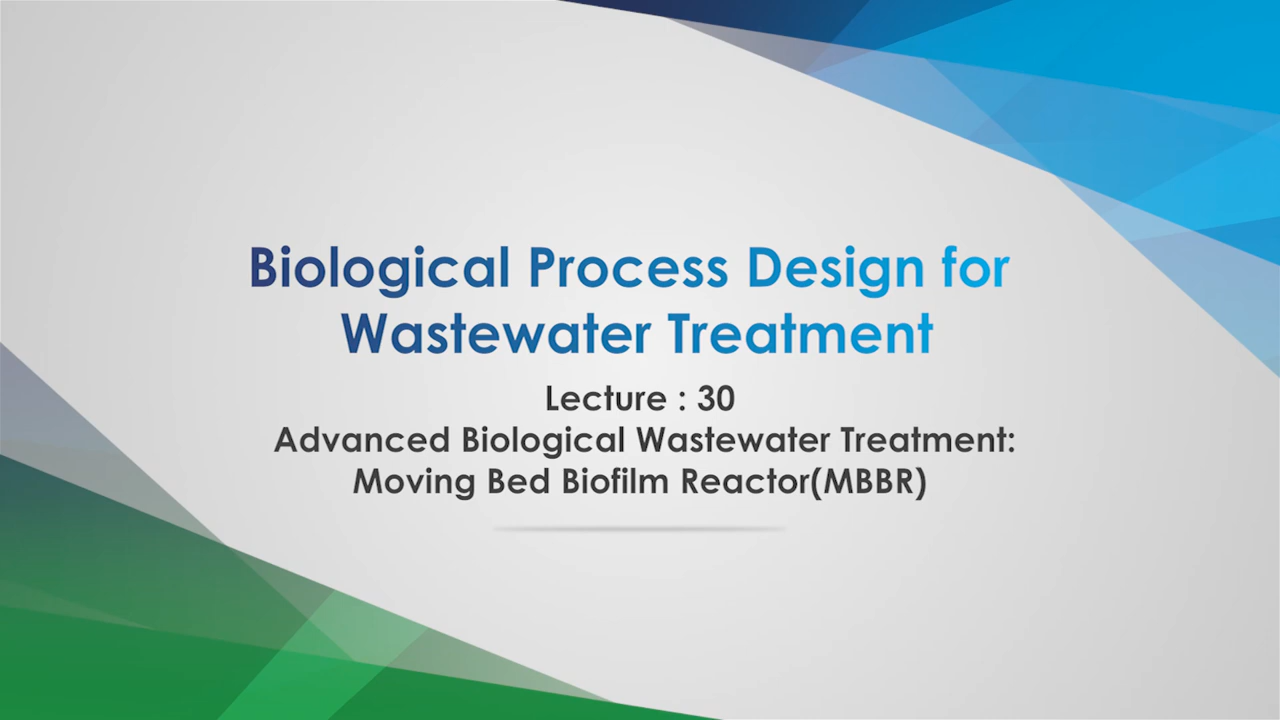 Biological Process Design for
Wastewater Treatment
Lecture : 30
Advanced Biological Wastewater Treatment:
Moving Bed Biofilm Reactor(MBBR)